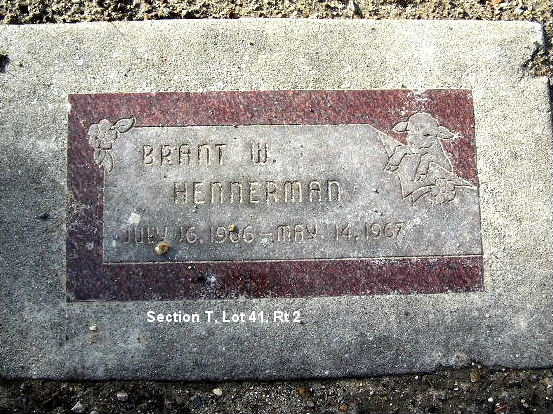 BRANT W.
HENNERMAN
JULY 16, 1966 — MAY 14, 1967
Section T, Lot 41, Rt 2